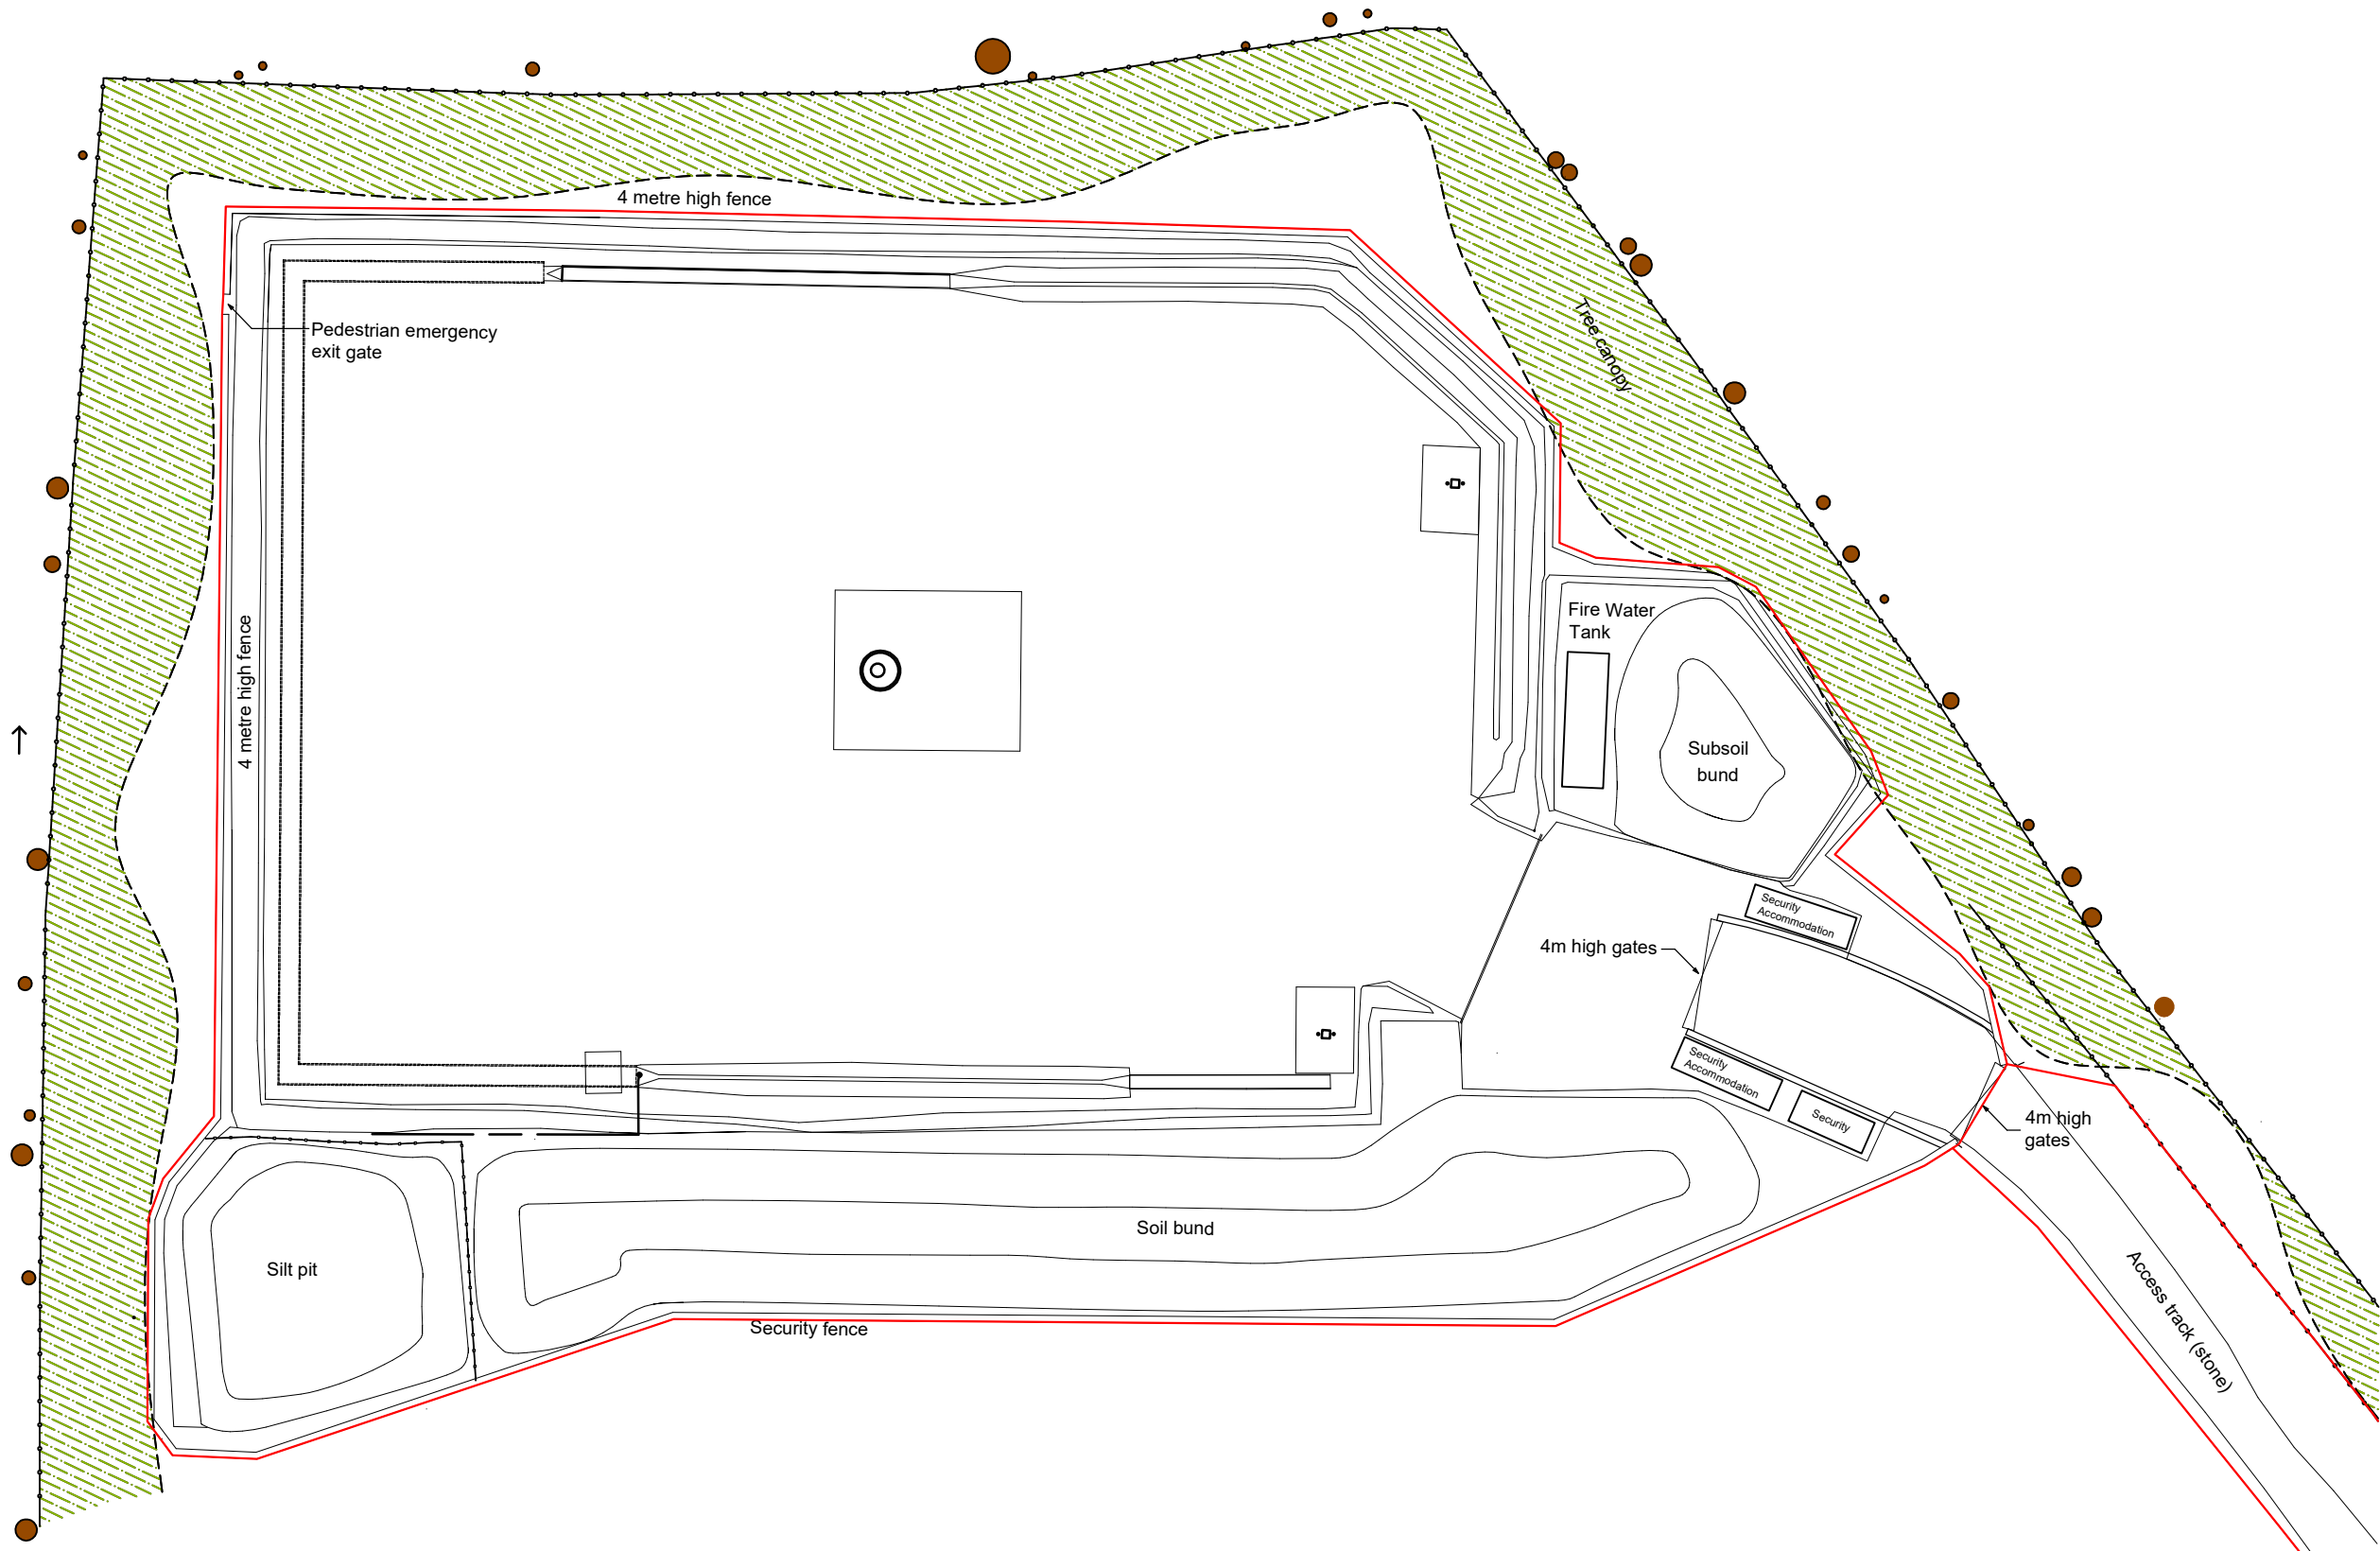 4 metre high fence
Pedestrian emergency
exit gate
Tree canopy
4 metre high fence
Fire Water
Tank
Subsoil
bund
Security
Accommodation
4m high gates
Security
Accommodation
Security
4m high
gates
Soil bund
Silt pit
Security fence
Access track (stone)